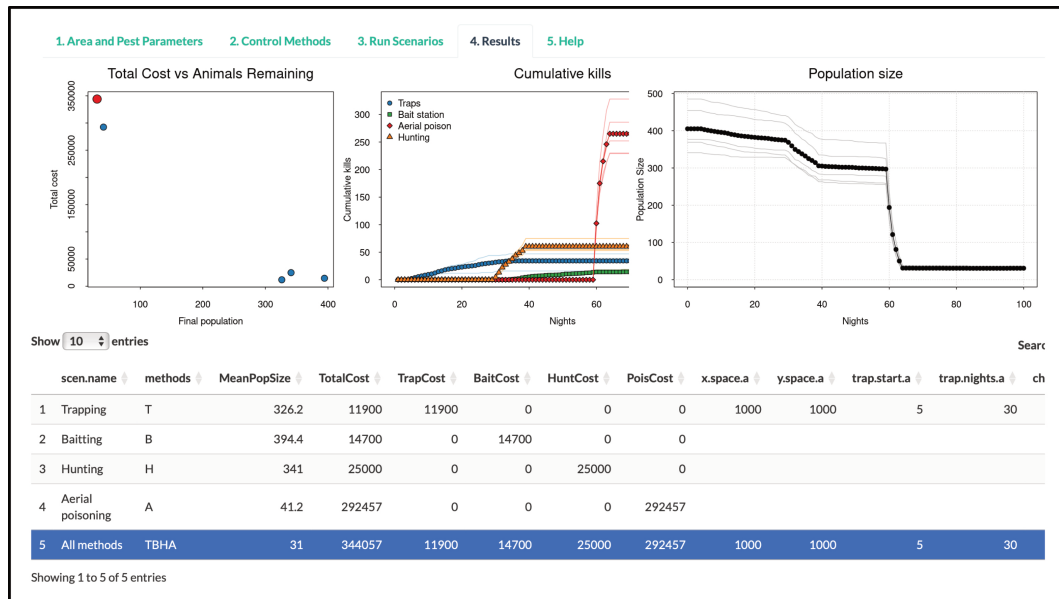 1. Area and Pest Parameters 2. Control Methods 3. Run Scenarios 4. Results 5. Help
Total Cost vs Animals Remaining
Total cost
0 50000 150000 250000 350000
100 200 300 400
Final population
Cumulative kills
Traps
Bait station
Aerial poison
Hunting
Cumulative kills
0 50 100 150 200 250 300
0 20 40 60
Nights
Population size
Population Size
0 100 200 300 400 500
0 20 40 60 80 100
Nights
Show 10 entries
Searc
scen.name methods MeanPopSize TotalCost TrapCost BaitCost HuntCost PoisCost x.space.a y.space.a trap.start.a trap.nights.a ch
1 Trapping T 326.2 11900 11900 0 0 0 1000 1000 5 30
2 Baitting B 394.4 14700 0 14700 0 0
3 Hunting H 341 25000 0 0 25000 0
4 Aerial poisoning A 41.2 292457 0 0 0 292457
5 All methods TBHA 31 344057 11900 14700 25000 292457 1000 1000 5 30
Showing 1 to 5 of 5 entries